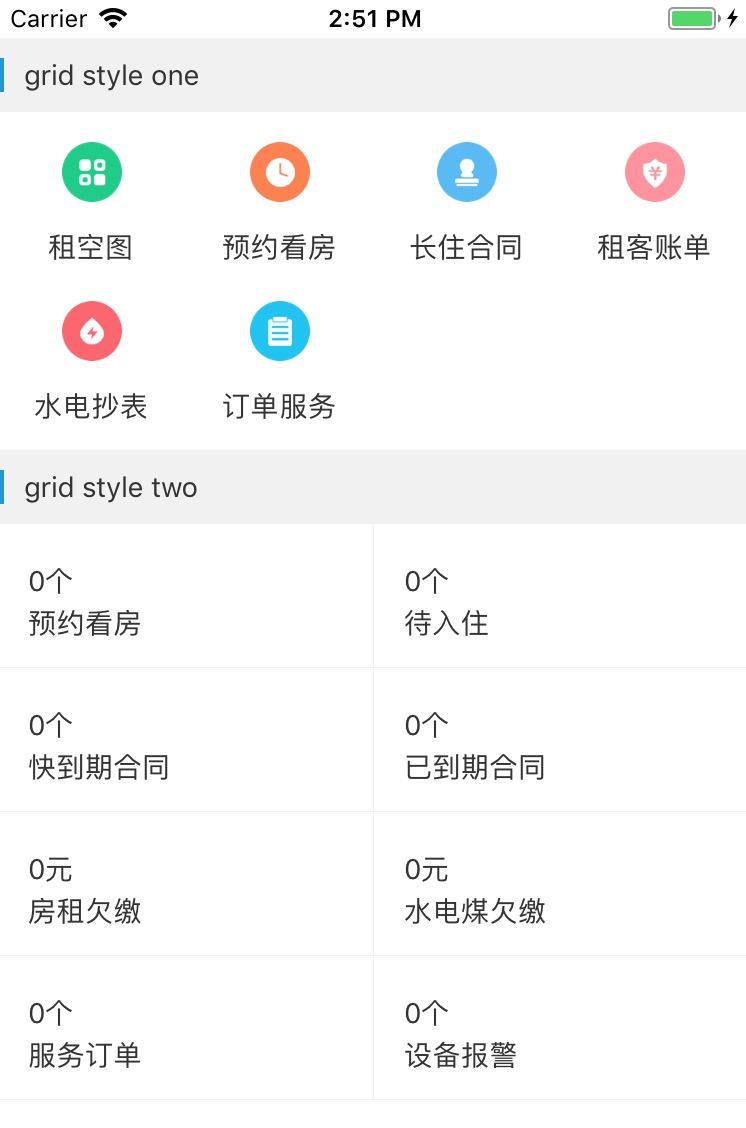 Carrier 2:51 PM
grid style one
租空图 预约看房 长住合同 租客账单
水电抄表 订单服务
grid style two
0个 0个
预约看房 待入住
0个 0个
快到期合同 已到期合同
0元 0元
房租欠缴 水电煤欠缴
0个 0个
服务订单 设备报警